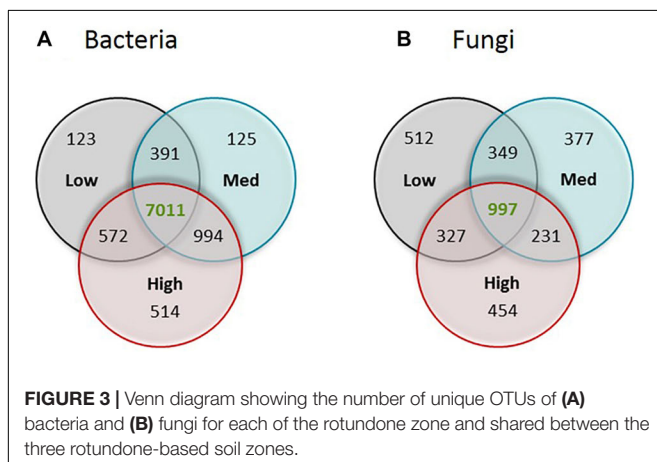 A Bacteria
B Fungi
123
391
125
Low
Med
7011
572
994
High
514
512
349
377
Low
Med
997
327
231
High
454
FIGURE 3 | Venn diagram showing the number of unique OTUs of (A)
bacteria and (B) fungi for each of the rotundone zone and shared between the
three rotundone-based soil zones.